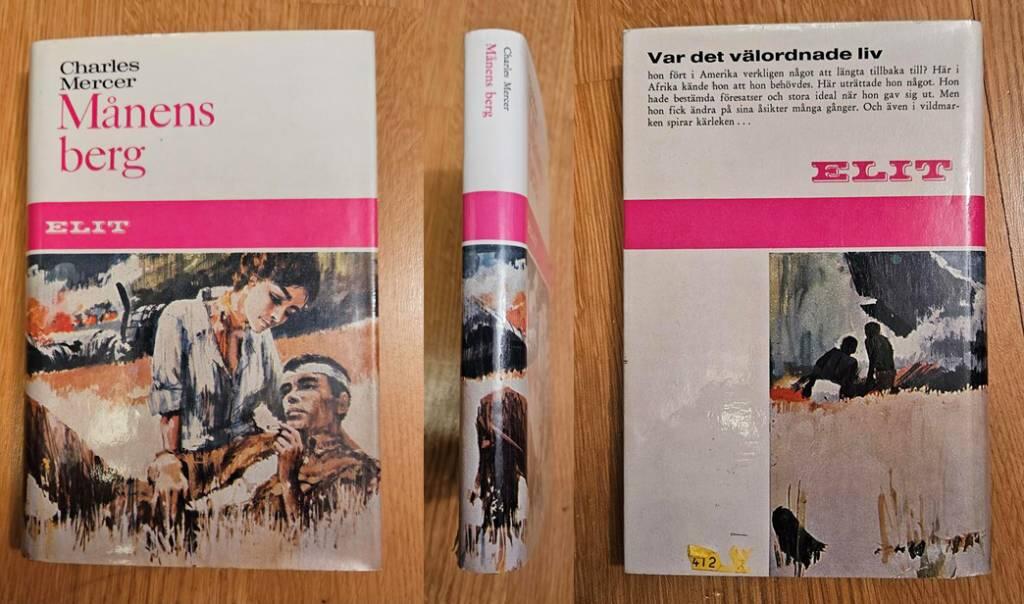 Charles
Mercer
Månens
berg
ELIT
Charles Mercer
Månens berg
Var det välordnade liv
hon fört i Amerika verkligen något att längta tillbaka till? Här i
Afrika kände hon att hon behövdes. Här uträttade hon något. Hon
hade bestämda föresatser och stora ideal när hon gav sig ut. Men
hon fick ändra på sina åsikter många gånger. Och även i vildmar-
ken spirar kärleken ...
ELIT
412